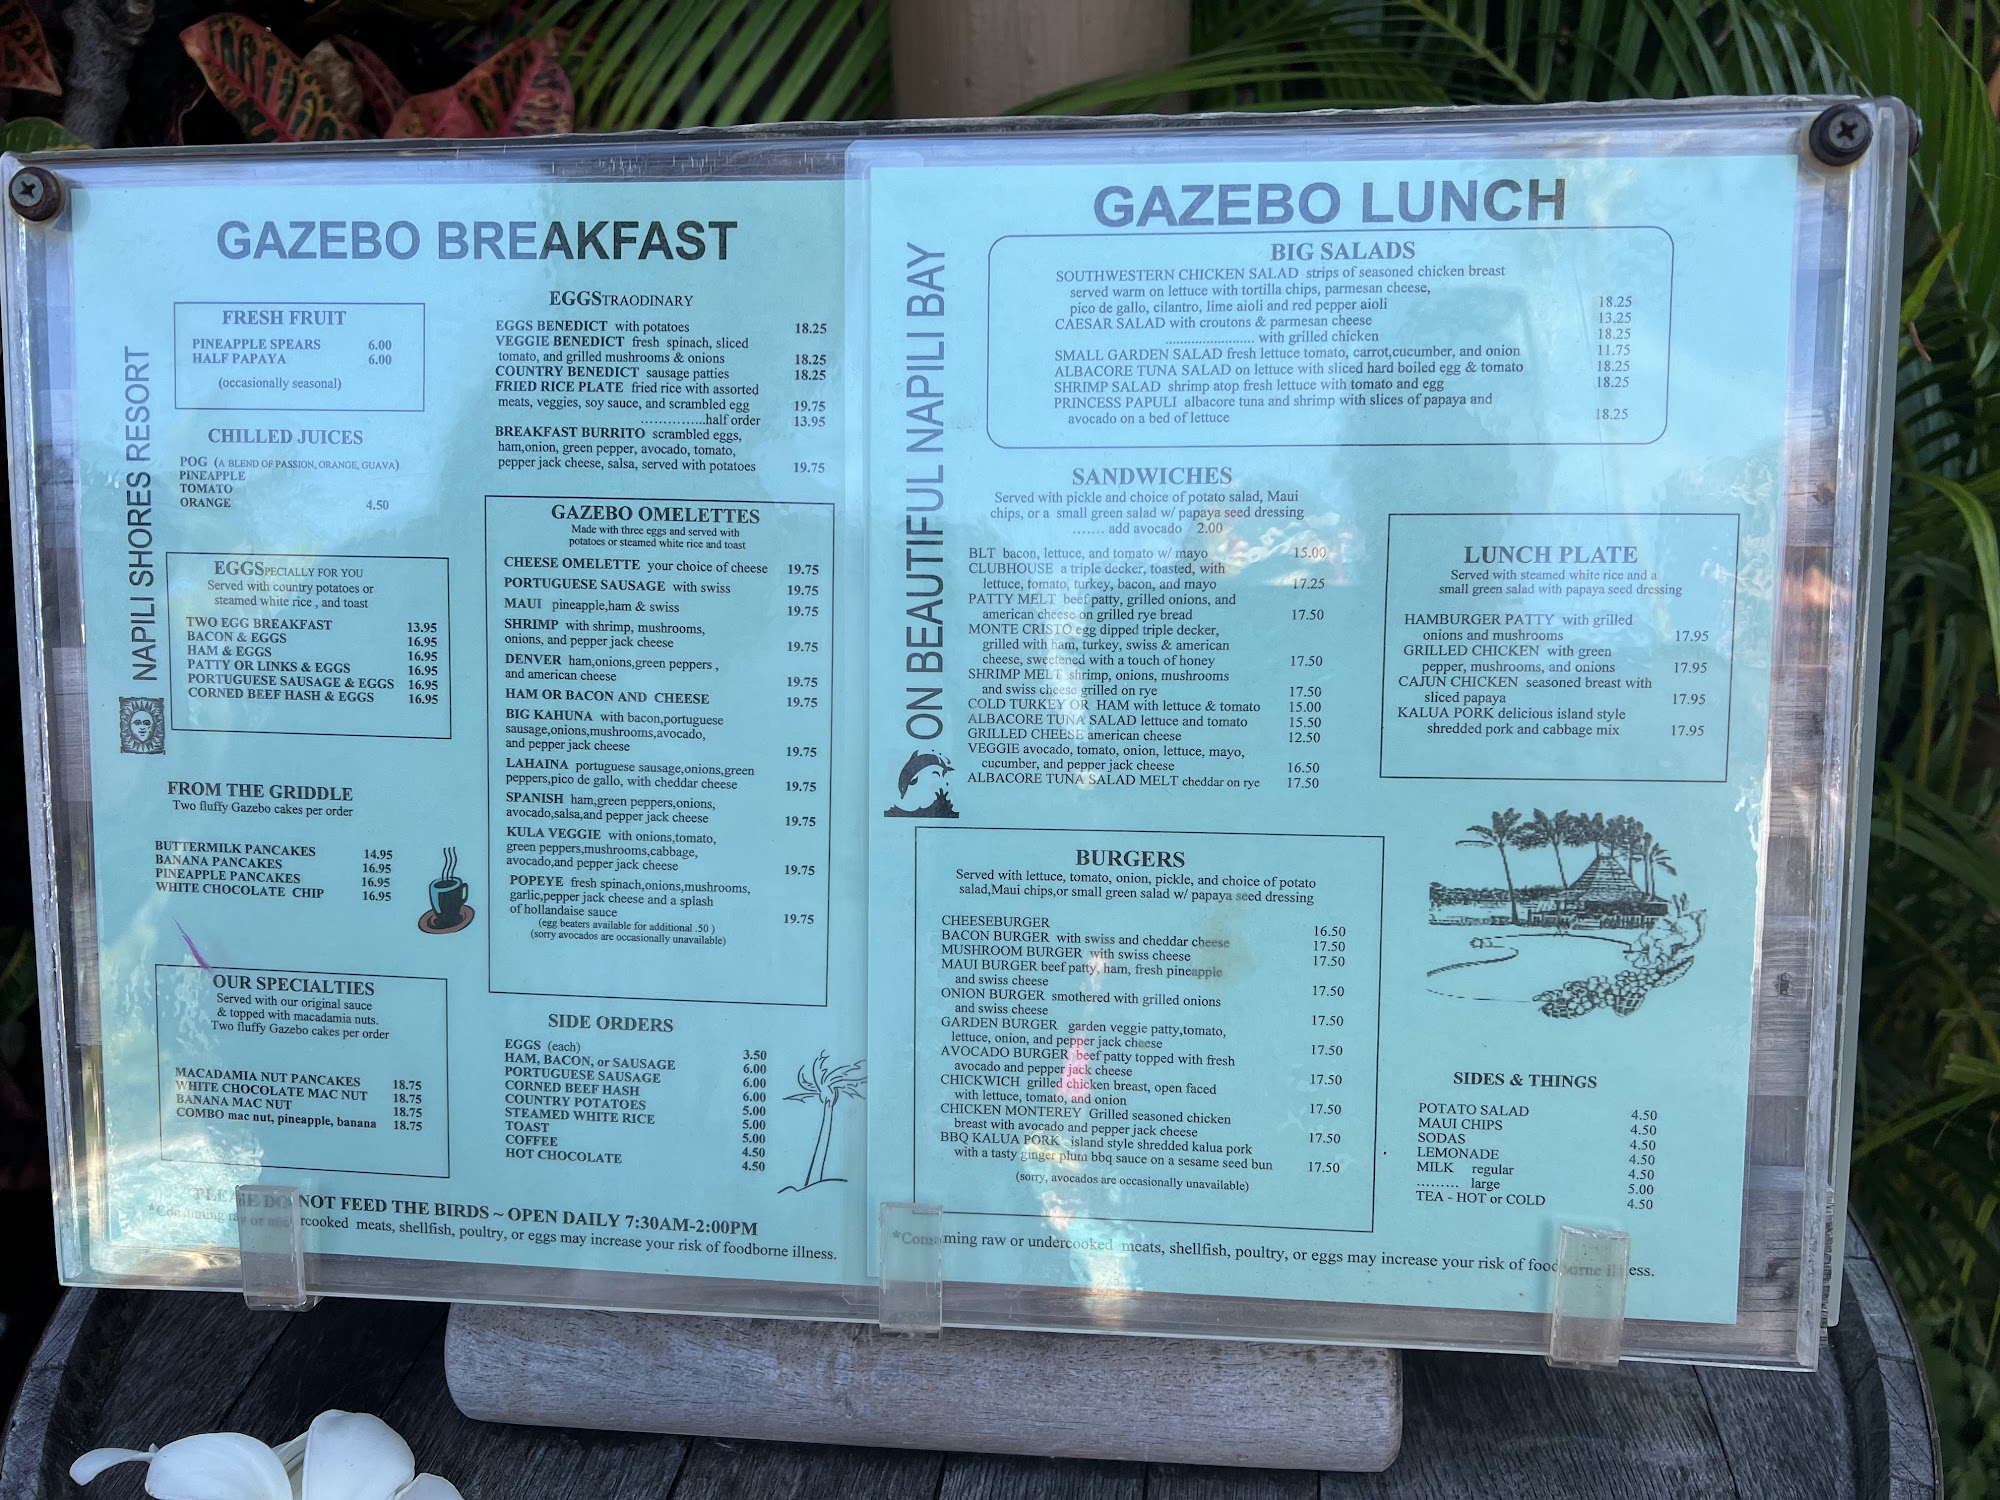 GAZEBO BREAKFAST
NAPILI SHORES RESORT
FRESH FRUIT
PINEAPPLE SPEARS 6.00
HALF PAPAYA 6.00
(occasionally seasonal)
CHILLED JUICES
POG (A BLEND OF PASSION, ORANGE, GUAVA)
PINEAPPLE
TOMATO
ORANGE 4.50
EGGSPECIALLY FOR YOU
Served with country potatoes or
steamed white rice , and toast
TWO EGG BREAKFAST 13.95
BACON & EGGS 16.95
HAM & EGGS 16.95
PATTY OR LINKS & EGGS 16.95
PORTUGUESE SAUSAGE & EGGS 16.95
CORNED BEEF HASH & EGGS 16.95
FROM THE GRIDDLE
Two fluffy Gazebo cakes per order
BUTTERMILK PANCAKES 14.95
BANANA PANCAKES 16.95
PINEAPPLE PANCAKES 16.95
WHITE CHOCOLATE CHIP 16.95
OUR SPECIALTIES
Served with our original sauce
& topped with macadamia nuts.
Two fluffy Gazebo cakes per order
MACADAMIA NUT PANCAKES 18.75
WHITE CHOCOLATE MAC NUT 18.75
BANANA MAC NUT 18.75
COMBO mac nut, pineapple, banana 18.75
EGGSTRAODINARY
EGGS BENEDICT with potatoes 18.25
VEGGIE BENEDICT fresh spinach, sliced
tomato, and grilled mushrooms & onions 18.25
COUNTRY BENEDICT sausage patties 18.25
FRIED RICE PLATE fried rice with assorted
meats, veggies, soy sauce, and scrambled egg 19.75
...............half order 13.95
BREAKFAST BURRITO scrambled eggs,
ham,onion, green pepper, avocado, tomato,
pepper jack cheese, salsa, served with potatoes 19.75
GAZEBO OMELETTES
Made with three eggs and served with
potatoes or steamed white rice and toast
CHEESE OMELETTE your choice of cheese 19.75
PORTUGUESE SAUSAGE with swiss 19.75
MAUI pineapple,ham & swiss 19.75
SHRIMP with shrimp, mushrooms,
onions, and pepper jack cheese 19.75
DENVER ham,onions,green peppers ,
and american cheese 19.75
HAM OR BACON AND CHEESE 19.75
BIG KAHUNA with bacon,portuguese
sausage,onions,mushrooms,avocado,
and pepper jack cheese 19.75
LAHAINA portuguese sausage,onions,green
peppers,pico de gallo, with cheddar cheese 19.75
SPANISH ham,green peppers,onions,
avocado,salsa,and pepper jack cheese 19.75
KULA VEGGIE with onions,tomato,
green peppers,mushrooms,cabbage,
avocado,and pepper jack cheese 19.75
POPEYE fresh spinach,onions,mushrooms,
garlic,pepper jack cheese and a splash
of hollandaise sauce 19.75
(egg beaters available for additional .50 )
(sorry avocados are occasionally unavailable)
SIDE ORDERS
EGGS (each) 3.50
HAM, BACON, or SAUSAGE 6.00
PORTUGUESE SAUSAGE 6.00
CORNED BEEF HASH 6.00
COUNTRY POTATOES 5.00
STEAMED WHITE RICE 5.00
TOAST 5.00
COFFEE 4.50
HOT CHOCOLATE 4.50
PLEASE DO NOT FEED THE BIRDS ~ OPEN DAILY 7:30AM-2:00PM
*Consuming raw or undercooked meats, shellfish, poultry, or eggs may increase your risk of foodborne illness.
GAZEBO LUNCH
ON BEAUTIFUL NAPILI BAY
BIG SALADS
SOUTHWESTERN CHICKEN SALAD strips of seasoned chicken breast
served warm on lettuce with tortilla chips, parmesan cheese,
pico de gallo, cilantro, lime aioli and red pepper aioli 18.25
CAESAR SALAD with croutons & parmesan cheese 13.25
........................ with grilled chicken 18.25
SMALL GARDEN SALAD fresh lettuce tomato, carrot,cucumber, and onion 11.75
ALBACORE TUNA SALAD on lettuce with sliced hard boiled egg & tomato 18.25
SHRIMP SALAD shrimp atop fresh lettuce with tomato and egg 18.25
PRINCESS PAPULI albacore tuna and shrimp with slices of papaya and
avocado on a bed of lettuce 18.25
SANDWICHES
Served with pickle and choice of potato salad, Maui
chips, or a small green salad w/ papaya seed dressing
....... add avocado 2.00
BLT bacon, lettuce, and tomato w/ mayo 15.00
CLUBHOUSE a triple decker, toasted, with
lettuce, tomato, turkey, bacon, and mayo 17.25
PATTY MELT beef patty, grilled onions, and
american cheese on grilled rye bread 17.50
MONTE CRISTO egg dipped triple decker,
grilled with ham, turkey, swiss & american
cheese, sweetened with a touch of honey 17.50
SHRIMP MELT shrimp, onions, mushrooms
and swiss cheese grilled on rye 17.50
COLD TURKEY OR HAM with lettuce & tomato 15.00
ALBACORE TUNA SALAD lettuce and tomato 15.50
GRILLED CHEESE american cheese 12.50
VEGGIE avocado, tomato, onion, lettuce, mayo,
cucumber, and pepper jack cheese 16.50
ALBACORE TUNA SALAD MELT cheddar on rye 17.50
LUNCH PLATE
Served with steamed white rice and a
small green salad with papaya seed dressing
HAMBURGER PATTY with grilled
onions and mushrooms 17.95
GRILLED CHICKEN with green
pepper, mushrooms, and onions 17.95
CAJUN CHICKEN seasoned breast with
sliced papaya 17.95
KALUA PORK delicious island style
shredded pork and cabbage mix 17.95
BURGERS
Served with lettuce, tomato, onion, pickle, and choice of potato
salad,Maui chips,or small green salad w/ papaya seed dressing
CHEESEBURGER 16.50
BACON BURGER with swiss and cheddar cheese 17.50
MUSHROOM BURGER with swiss cheese 17.50
MAUI BURGER beef patty, ham, fresh pineapple
and swiss cheese 17.50
ONION BURGER smothered with grilled onions
and swiss cheese 17.50
GARDEN BURGER garden veggie patty,tomato,
lettuce, onion, and pepper jack cheese 17.50
AVOCADO BURGER beef patty topped with fresh
avocado and pepper jack cheese 17.50
CHICKWICH grilled chicken breast, open faced
with lettuce, tomato, and onion 17.50
CHICKEN MONTEREY Grilled seasoned chicken
breast with avocado and pepper jack cheese 17.50
BBQ KALUA PORK island style shredded kalua pork
with a tasty ginger plum bbq sauce on a sesame seed bun 17.50
(sorry, avocados are occasionally unavailable)
SIDES & THINGS
POTATO SALAD 4.50
MAUI CHIPS 4.50
SODAS 4.50
LEMONADE 4.50
MILK regular 4.50
......... large 5.00
TEA - HOT or COLD 4.50
*Consuming raw or undercooked meats, shellfish, poultry, or eggs may increase your risk of foodborne illness.